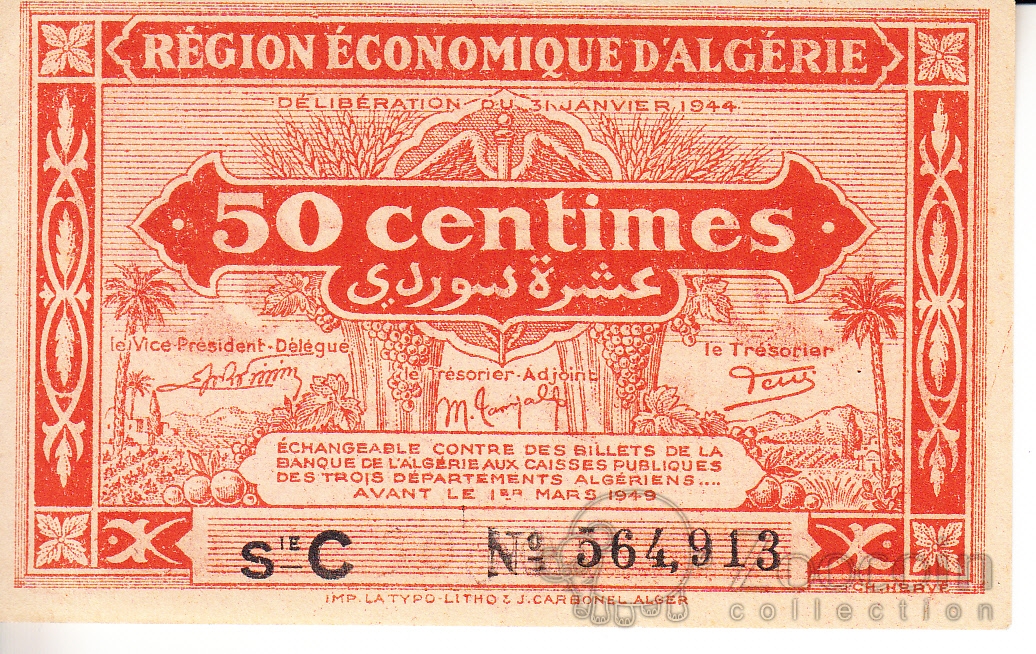 RÉGION ÉCONOMIQUE D'ALGÉRIE
DÉLIBÉRATION DU 31 JANVIER 1944
50 centimes
عشرة سوردي
le Vice-Président-Délégué
le Trésorier-Adjoint
le Trésorier
ÉCHANGEABLE CONTRE DES BILLETS DE LA
BANQUE DE L'ALGÉRIE AUX CAISSES PUBLIQUES
DES TROIS DÉPARTEMENTS ALGÉRIENS....
AVANT LE 1ER MARS 1949
SIE C No 564,913
CH. HERVÉ
IMP. LA TYPO-LITHO & J. CARBONEL ALGER
collection